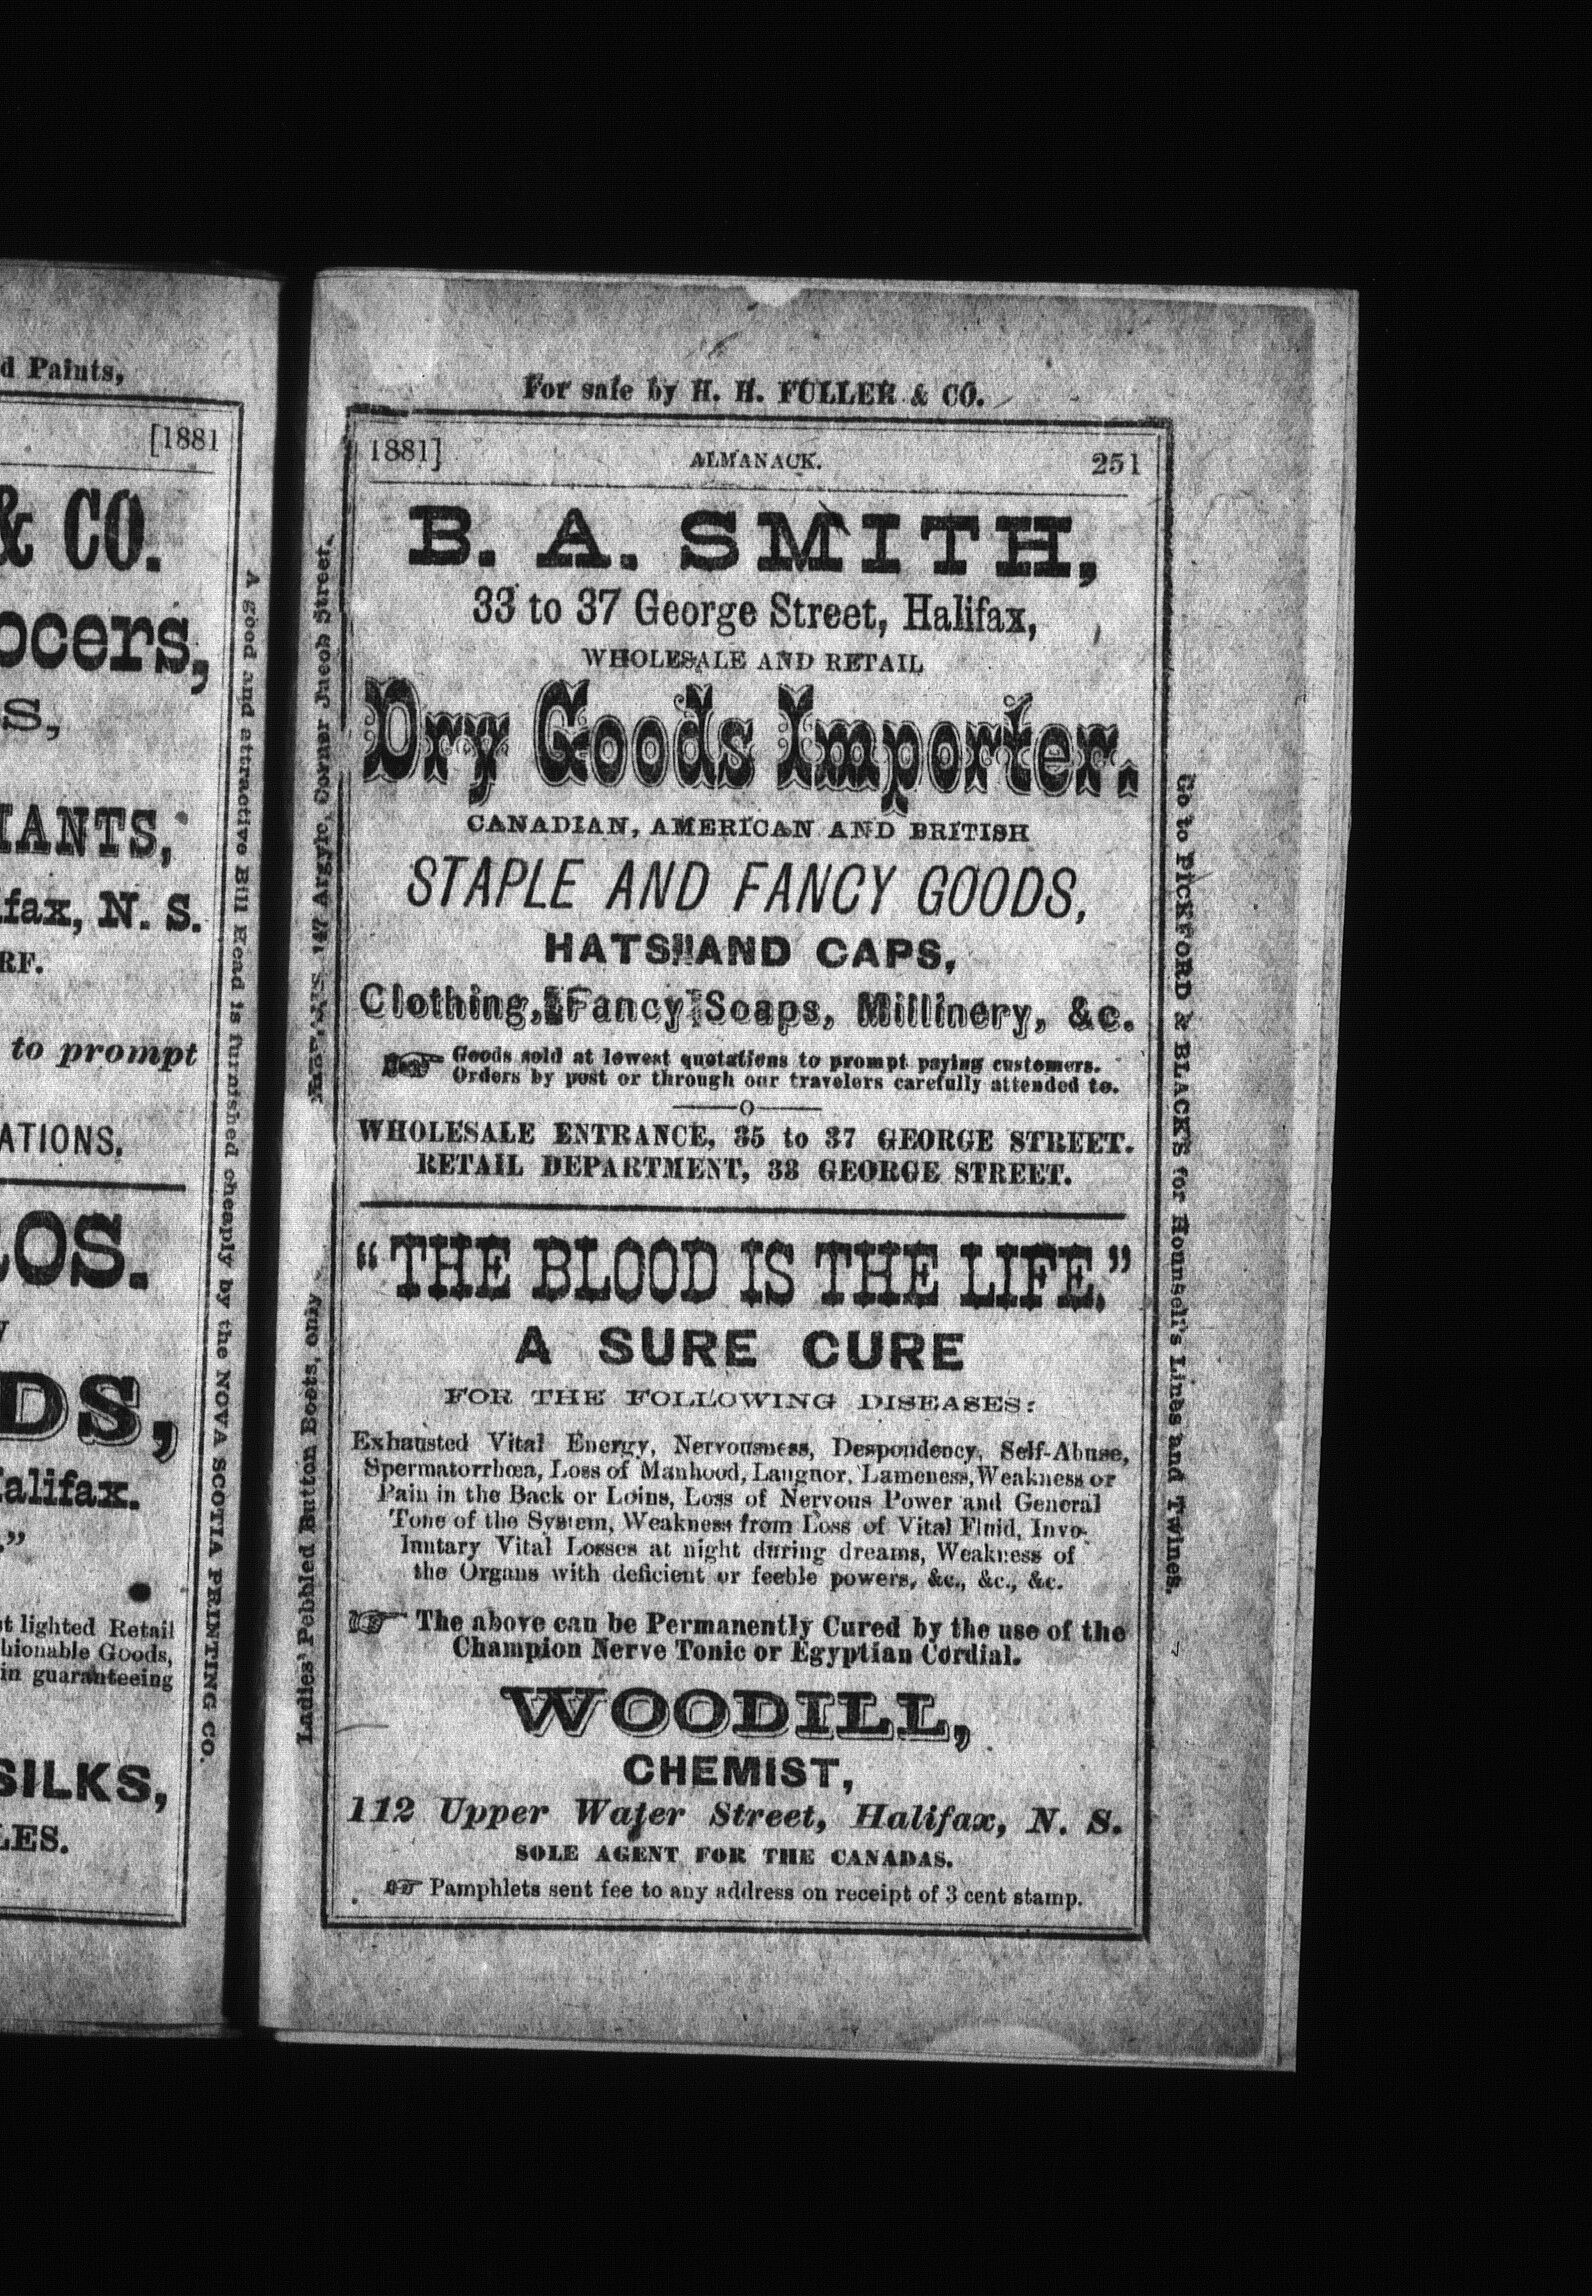 d Paints,
[1881
& CO.
ocers,
S,
IANTS,
ifax, N. S.
RF.
to prompt
ATIONS.
LOS.
DS,
Halifax.
"
t lighted Retail
hionable Goods,
in guaranteeing
SILKS,
LES.
A good and attractive Bill Head is furnished cheaply by the NOVA SCOTIA PRINTING CO.
Ladies' Pebbled Button Boots, only 147 Argyle, Corner Jacob Street.
For sale by H. H. FULLER & CO.
1881] ALMANACK. 251
B. A. SMITH,
33 to 37 George Street, Halifax,
WHOLESALE AND RETAIL
Dry Goods Importer.
CANADIAN, AMERICAN AND BRITISH
STAPLE AND FANCY GOODS,
HATS AND CAPS,
Clothing, Fancy Soaps, Millinery, &c.
Goods sold at lowest quotations to prompt paying customers.
Orders by post or through our travelers carefully attended to.
——o——
WHOLESALE ENTRANCE, 35 to 37 GEORGE STREET.
RETAIL DEPARTMENT, 33 GEORGE STREET.
"THE BLOOD IS THE LIFE."
A SURE CURE
FOR THE FOLLOWING DISEASES:
Exhausted Vital Energy, Nervousness, Despondency, Self-Abuse,
Spermatorrhœa, Loss of Manhood, Languor, Lameness, Weakness or
Pain in the Back or Loins, Loss of Nervous Power and General
Tone of the System, Weakness from Loss of Vital Fluid, Invo-
luntary Vital Losses at night during dreams, Weakness of
the Organs with deficient or feeble powers, &c., &c., &c.
The above can be Permanently Cured by the use of the
Champion Nerve Tonic or Egyptian Cordial.
WOODILL,
CHEMIST,
112 Upper Water Street, Halifax, N. S.
SOLE AGENT FOR THE CANADAS.
Pamphlets sent fee to any address on receipt of 3 cent stamp.
Go to PICKFORD & BLACK'S for Hounsell's Lines and Twines.